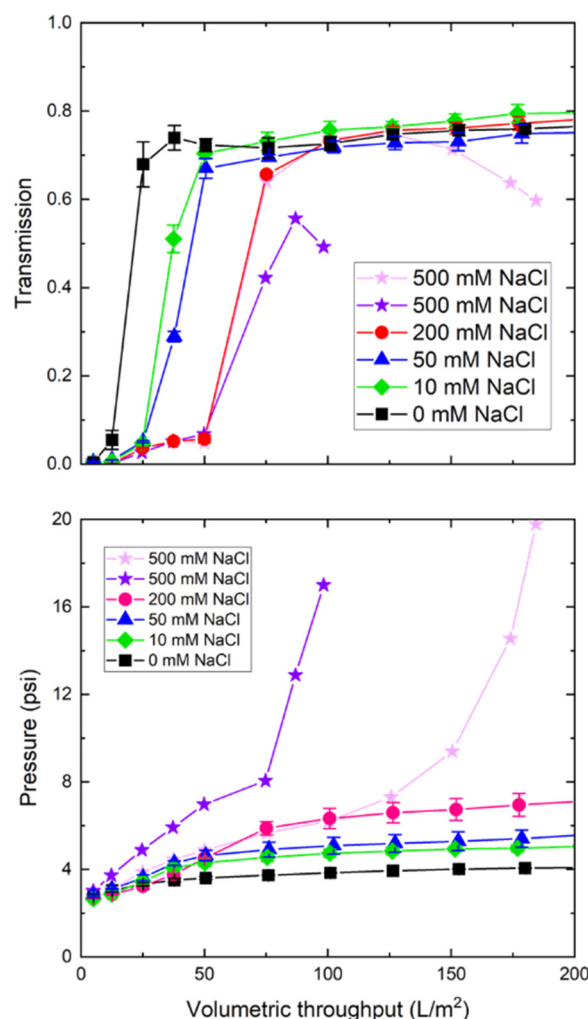 1.0
0.8
0.6
0.4
0.2
0.0
Transmission
500 mM NaCl
500 mM NaCl
200 mM NaCl
50 mM NaCl
10 mM NaCl
0 mM NaCl
20
16
12
8
4
0
Pressure (psi)
500 mM NaCl
500 mM NaCl
200 mM NaCl
50 mM NaCl
10 mM NaCl
0 mM NaCl
0 50 100 150 200
Volumetric throughput (L/m²)